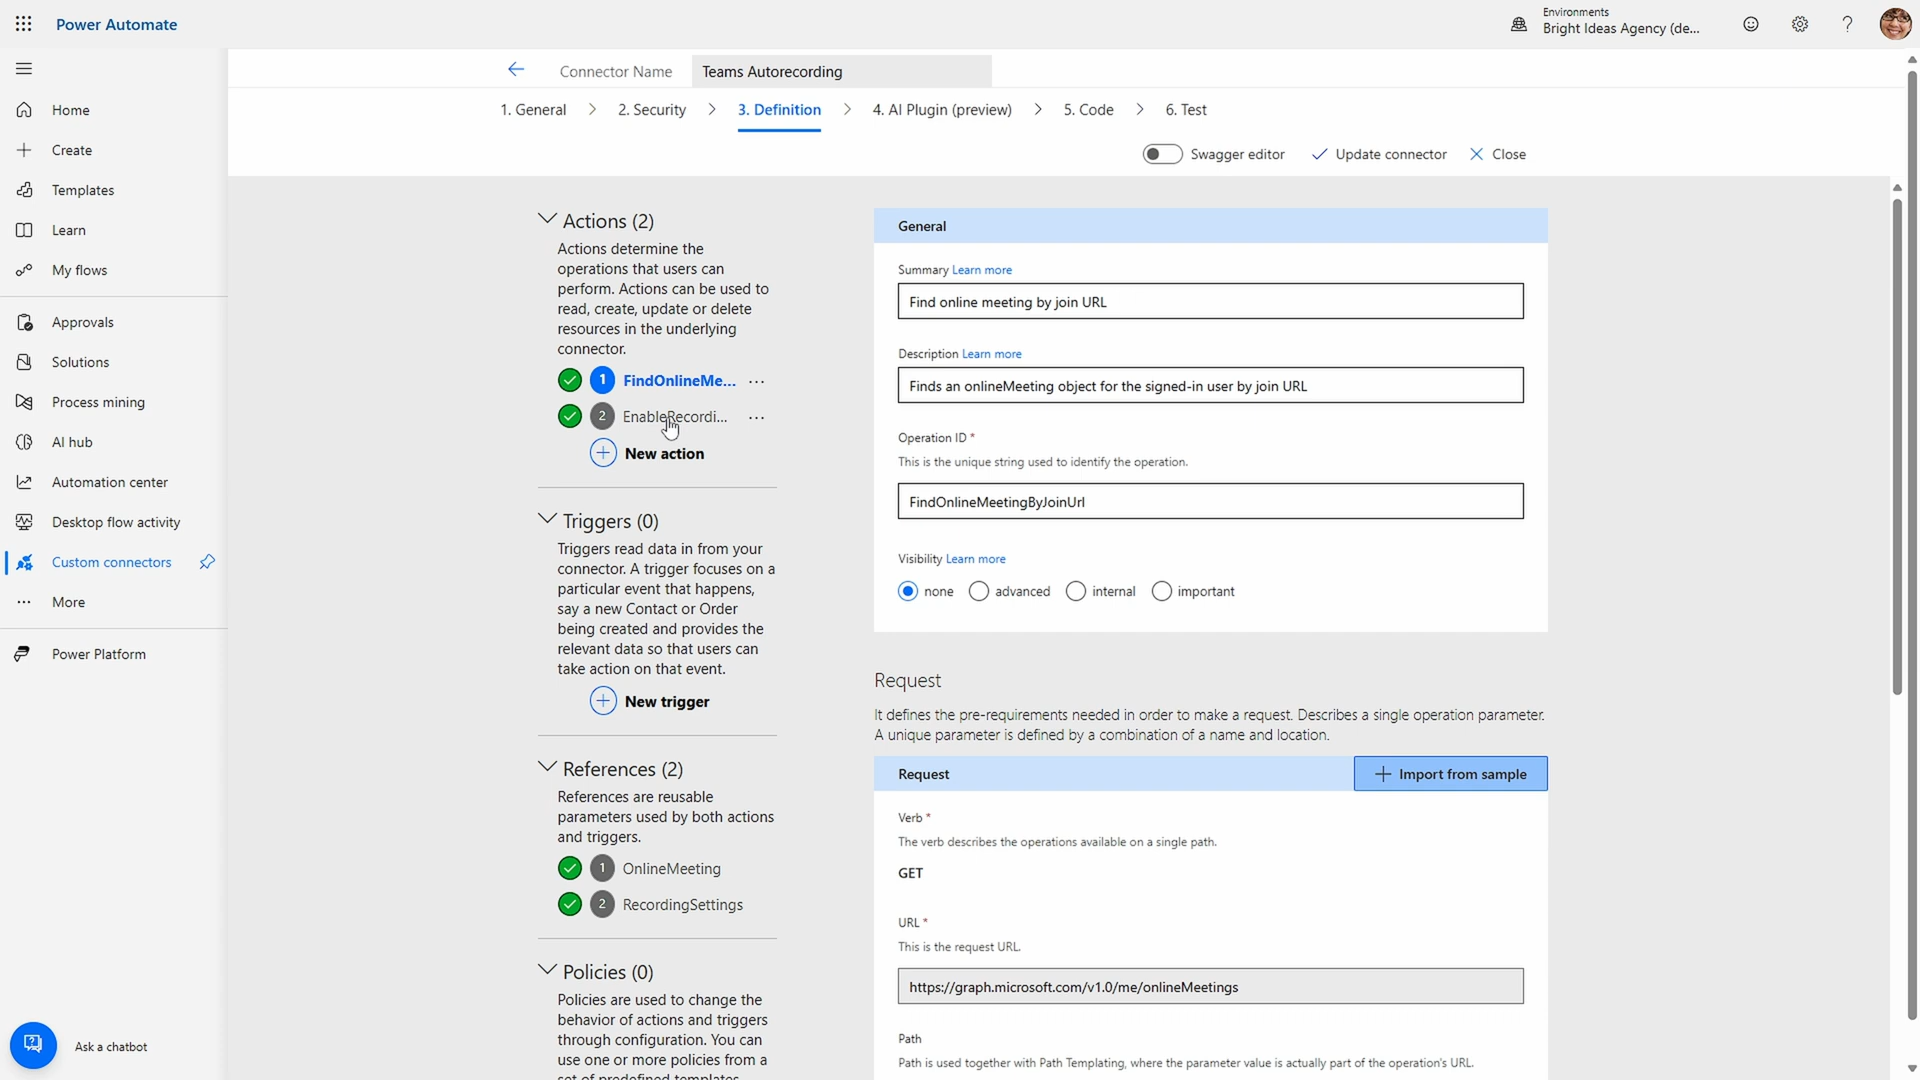 Power Automate
Environments
Bright Ideas Agency (de...
Connector Name
Teams Autorecording
1. General
2. Security
3. Definition
4. AI Plugin (preview)
5. Code
6. Test
Swagger editor
Update connector
Close
Home
Create
Templates
Learn
My flows
Approvals
Solutions
Process mining
AI hub
Automation center
Desktop flow activity
Custom connectors
More
Power Platform
Ask a chatbot
Actions (2)
Actions determine the
operations that users can
perform. Actions can be used to
read, create, update or delete
resources in the underlying
connector.
1 FindOnlineMe... ...
2 EnableRecordi... ...
New action
Triggers (0)
Triggers read data in from your
connector. A trigger focuses on a
particular event that happens,
say a new Contact or Order
being created and provides the
relevant data so that users can
take action on that event.
New trigger
References (2)
References are reusable
parameters used by both actions
and triggers.
1 OnlineMeeting
2 RecordingSettings
Policies (0)
Policies are used to change the
behavior of actions and triggers
through configuration. You can
use one or more policies from a
set of predefined templates
General
Summary Learn more
Find online meeting by join URL
Description Learn more
Finds an onlineMeeting object for the signed-in user by join URL
Operation ID *
This is the unique string used to identify the operation.
FindOnlineMeetingByJoinUrl
Visibility Learn more
none advanced internal important
Request
It defines the pre-requirements needed in order to make a request. Describes a single operation parameter.
A unique parameter is defined by a combination of a name and location.
Request
Import from sample
Verb *
The verb describes the operations available on a single path.
GET
URL *
This is the request URL.
https://graph.microsoft.com/v1.0/me/onlineMeetings
Path
Path is used together with Path Templating, where the parameter value is actually part of the operation's URL.